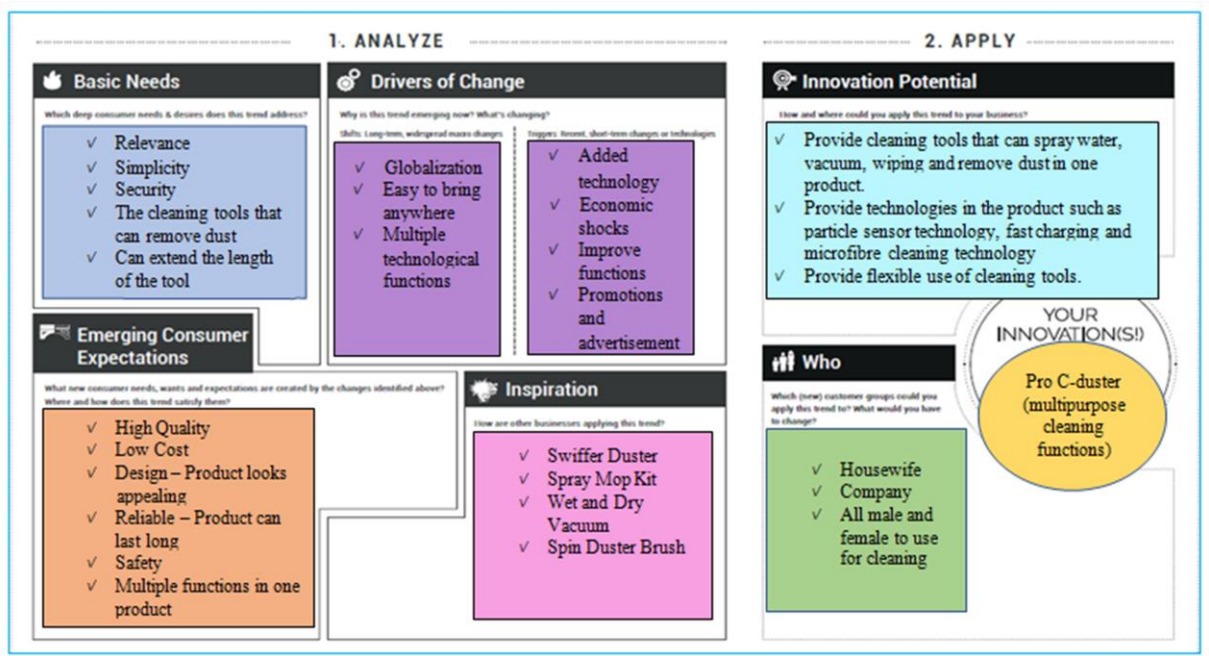 1. ANALYZE
Basic Needs
Which deep consumer needs & desires does this trend address?
✓ Relevance
✓ Simplicity
✓ Security
✓ The cleaning tools that
can remove dust
✓ Can extend the length
of the tool
Drivers of Change
Why is this trend emerging now? What's changing?
Shifts: Long-term, widespread macro changes
✓ Globalization
✓ Easy to bring
anywhere
✓ Multiple
technological
functions
Triggers: Recent, short-term changes or technologies
✓ Added
technology
✓ Economic
shocks
✓ Improve
functions
✓ Promotions
and
advertisement
Emerging Consumer
Expectations
What new consumer needs, wants and expectations are created by the changes identified above?
Where and how does this trend satisfy them?
✓ High Quality
✓ Low Cost
✓ Design – Product looks
appealing
✓ Reliable – Product can
last long
✓ Safety
✓ Multiple functions in one
product
Inspiration
How are other businesses applying this trend?
✓ Swiffer Duster
✓ Spray Mop Kit
✓ Wet and Dry
Vacuum
✓ Spin Duster Brush
2. APPLY
Innovation Potential
How and where could you apply this trend to your business?
✓ Provide cleaning tools that can spray water,
vacuum, wiping and remove dust in one
product.
✓ Provide technologies in the product such as
particle sensor technology, fast charging and
microfibre cleaning technology
✓ Provide flexible use of cleaning tools.
YOUR
INNOVATION(S!)
Pro C-duster
(multipurpose
cleaning
functions)
Who
Which (new) customer groups could you
apply this trend to? What would you have
to change?
✓ Housewife
✓ Company
✓ All male and
female to use
for cleaning